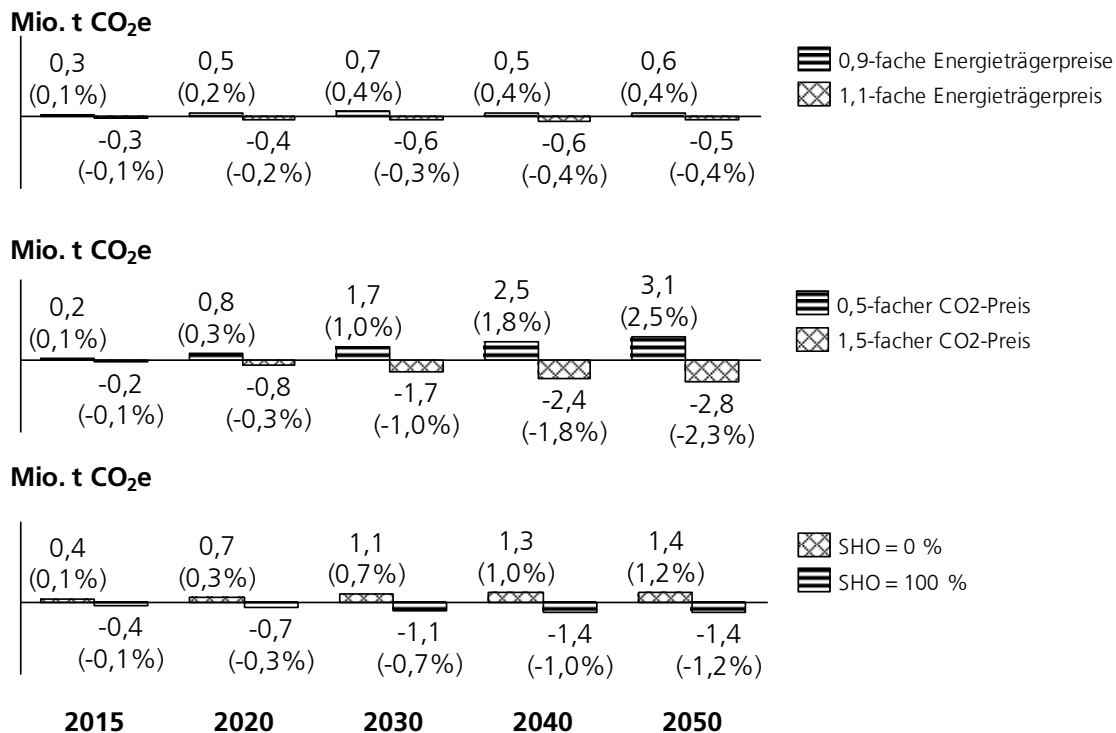 Mio. t CO₂e
0,3 0,5 0,7 0,5 0,6
(0,1%) (0,2%) (0,4%) (0,4%) (0,4%)
-0,3 -0,4 -0,6 -0,6 -0,5
(-0,1%) (-0,2%) (-0,3%) (-0,4%) (-0,4%)
0,9-fache Energieträgerpreise
1,1-fache Energieträgerpreis
Mio. t CO₂e
0,2 0,8 1,7 2,5 3,1
(0,1%) (0,3%) (1,0%) (1,8%) (2,5%)
-0,2 -0,8 -1,7 -2,4 -2,8
(-0,1%) (-0,3%) (-1,0%) (-1,8%) (-2,3%)
0,5-facher CO2-Preis
1,5-facher CO2-Preis
Mio. t CO₂e
0,4 0,7 1,1 1,3 1,4
(0,1%) (0,3%) (0,7%) (1,0%) (1,2%)
-0,4 -0,7 -1,1 -1,4 -1,4
(-0,1%) (-0,3%) (-0,7%) (-1,0%) (-1,2%)
SHO = 0 %
SHO = 100 %
2015 2020 2030 2040 2050